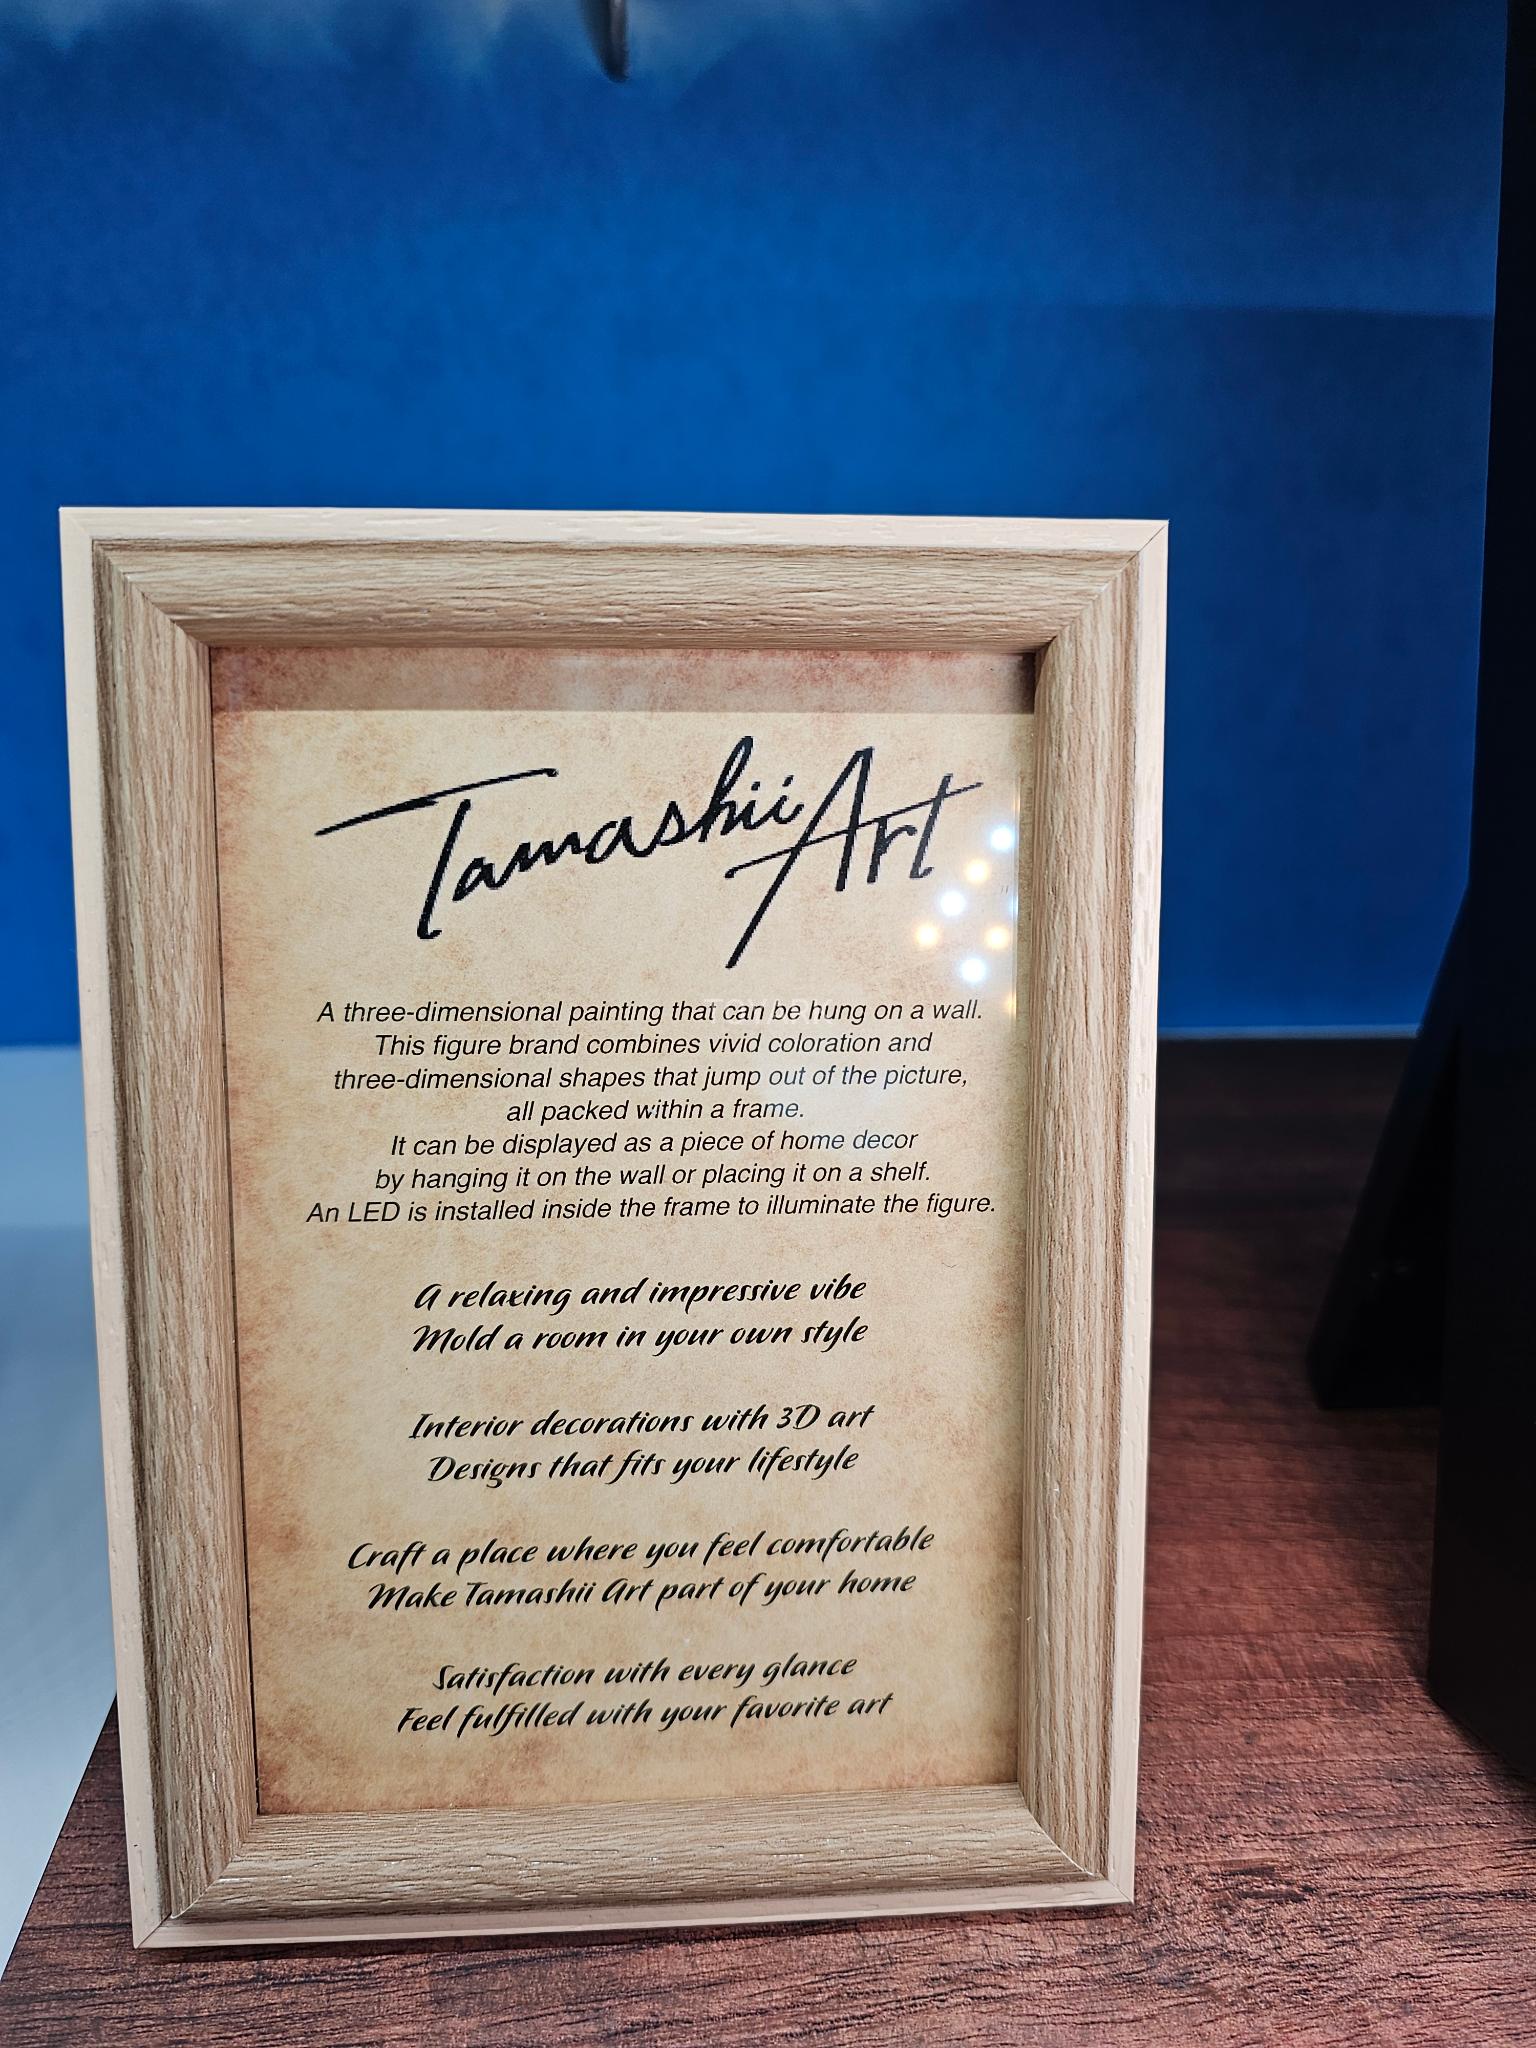 Tamashii Art
A three-dimensional painting that can be hung on a wall.
This figure brand combines vivid coloration and
three-dimensional shapes that jump out of the picture,
all packed within a frame.
It can be displayed as a piece of home decor
by hanging it on the wall or placing it on a shelf.
An LED is installed inside the frame to illuminate the figure.
A relaxing and impressive vibe
Mold a room in your own style
Interior decorations with 3D art
Designs that fits your lifestyle
Craft a place where you feel comfortable
Make Tamashii Art part of your home
Satisfaction with every glance
Feel fulfilled with your favorite art